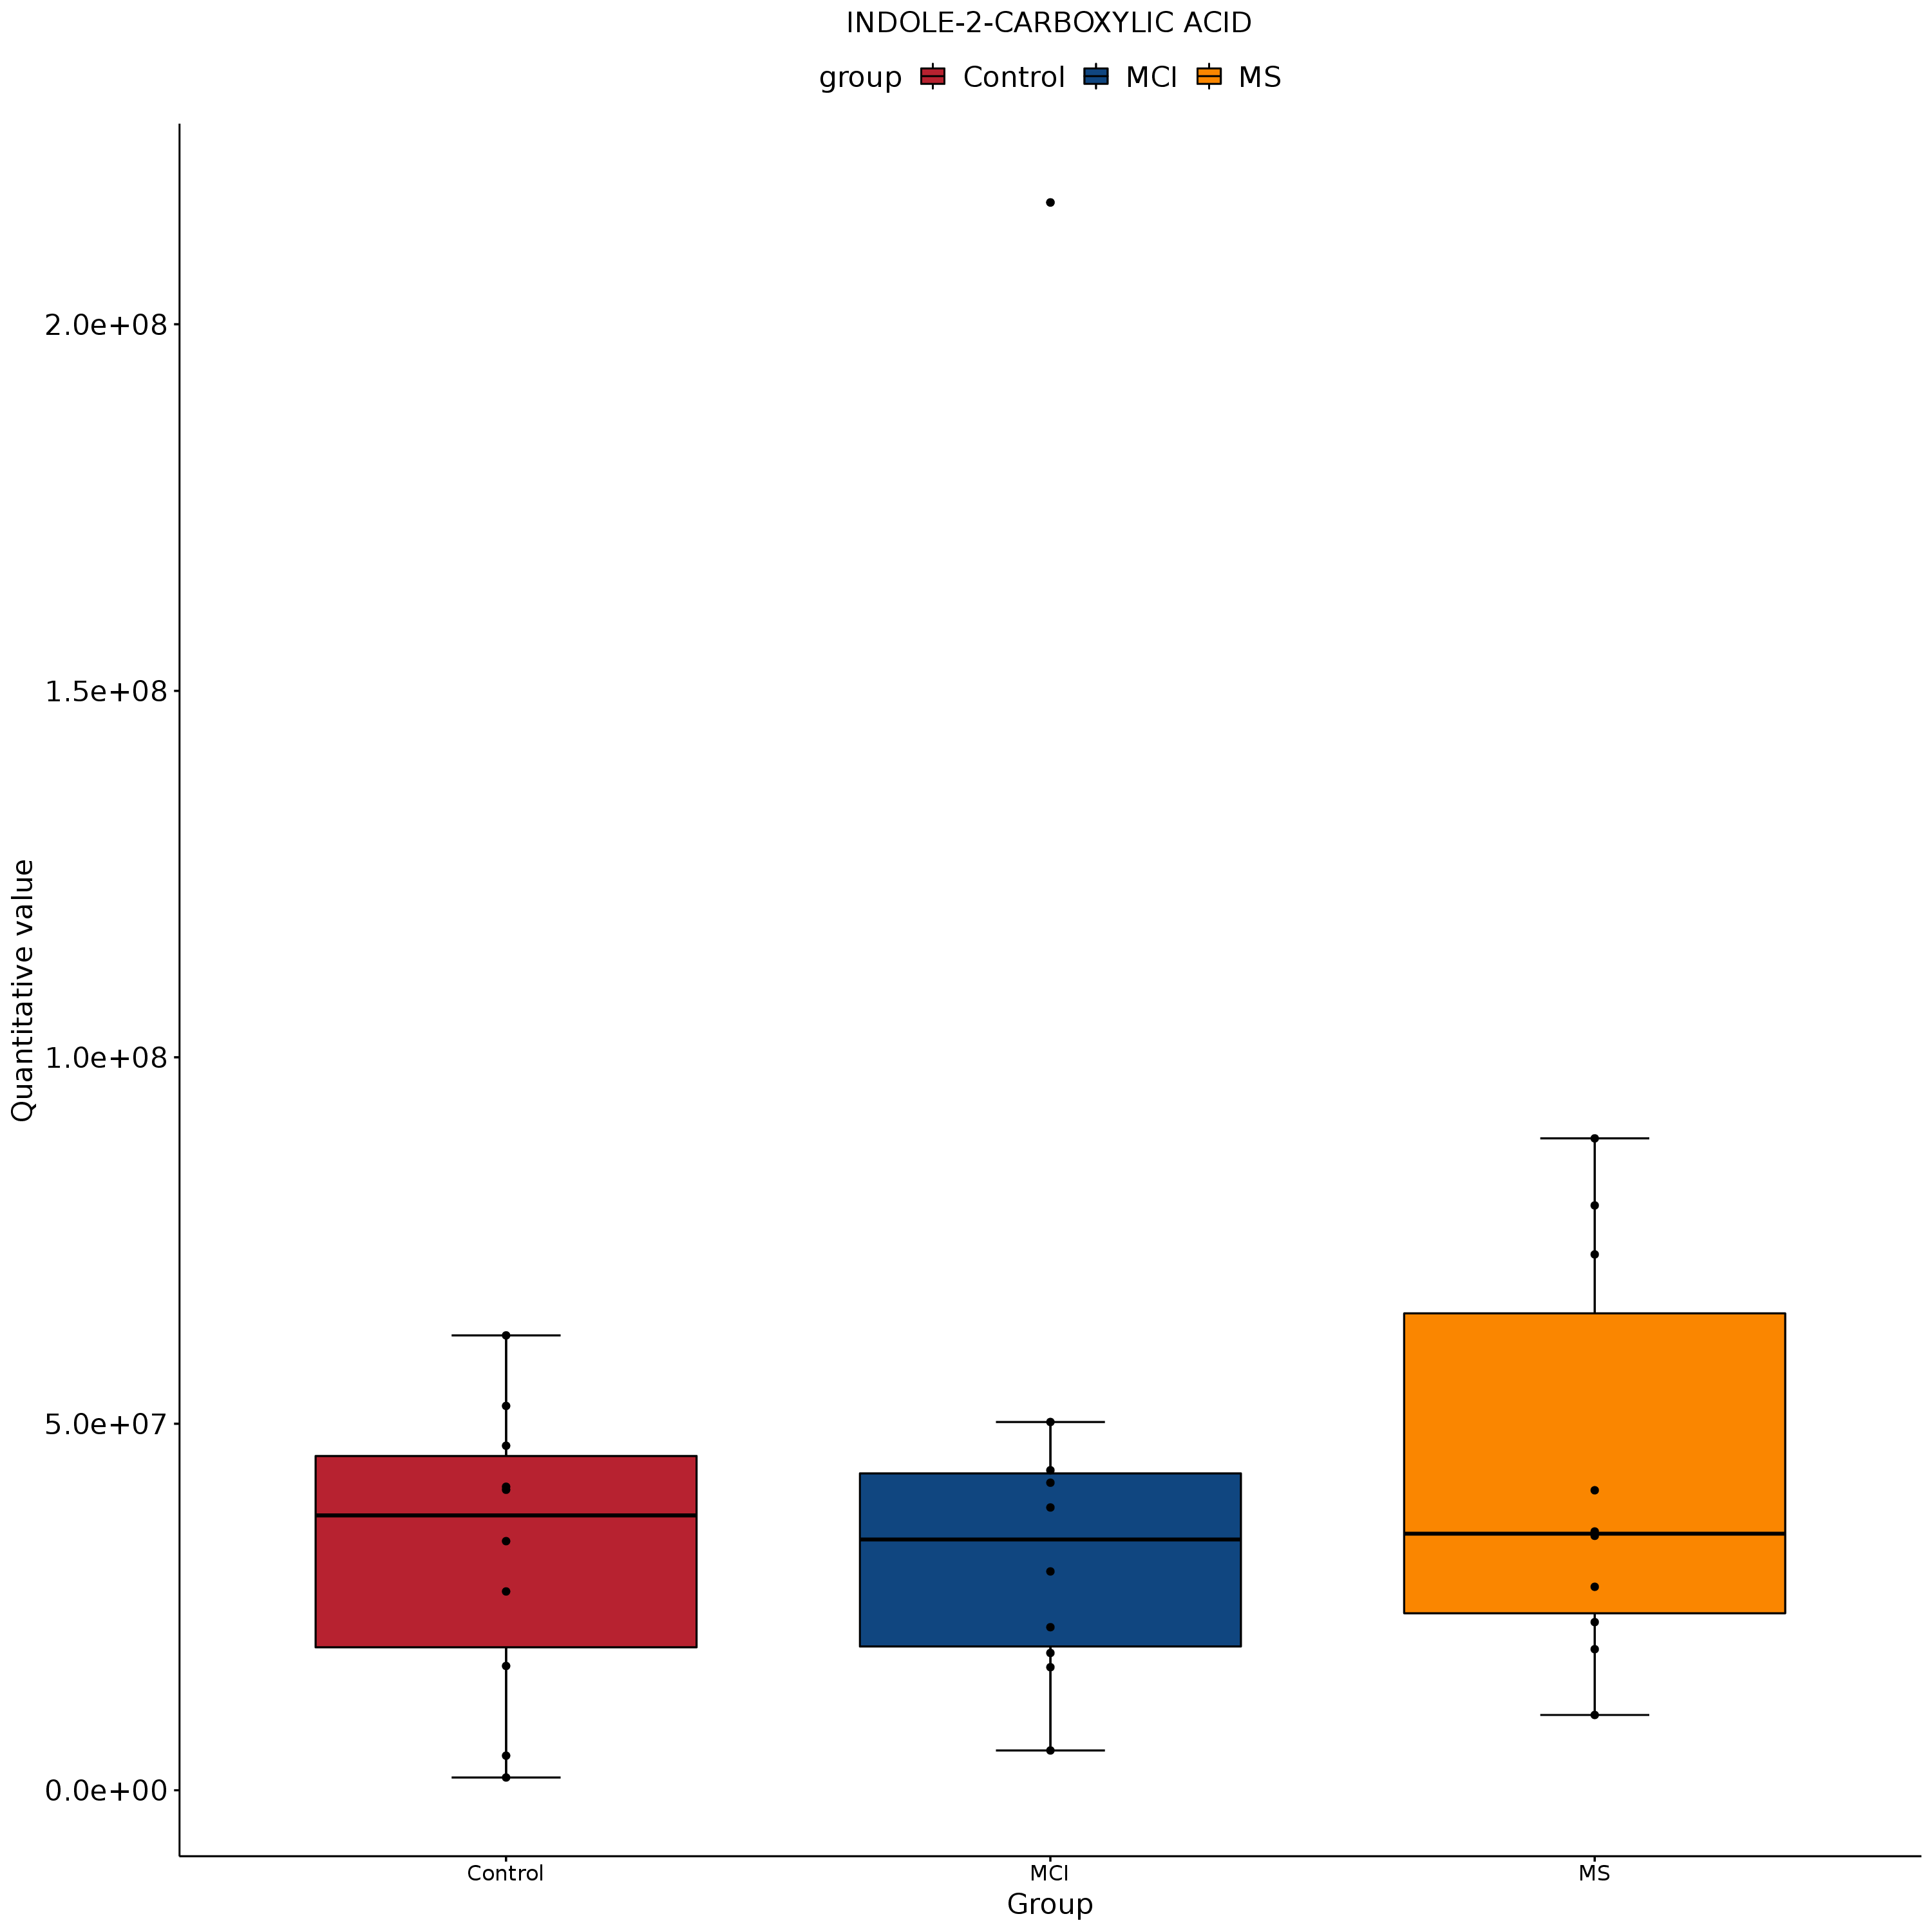 INDOLE-2-CARBOXYLIC ACID
group Control MCI MS
Quantitative value
2.0e+08
1.5e+08
1.0e+08
5.0e+07
0.0e+00
Control MCI MS
Group